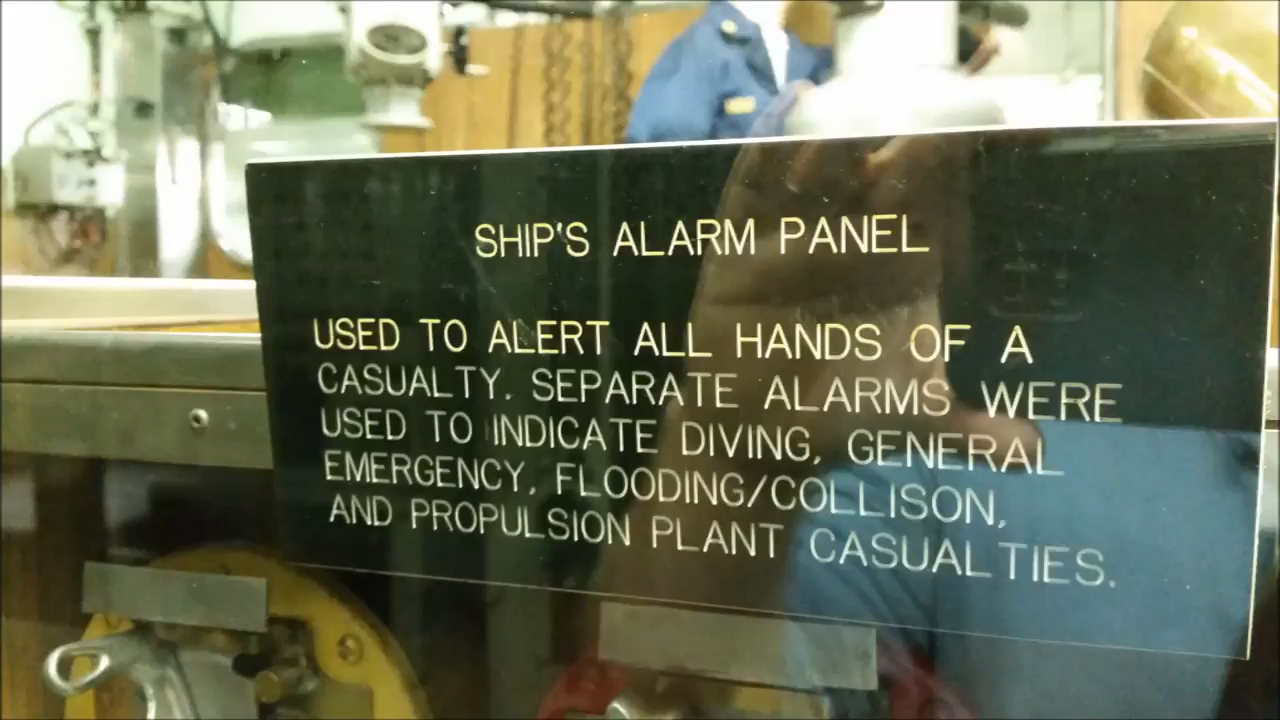 SHIP'S ALARM PANEL
USED TO ALERT ALL HANDS OF A
CASUALTY. SEPARATE ALARMS WERE
USED TO INDICATE DIVING, GENERAL
EMERGENCY, FLOODING/COLLISON,
AND PROPULSION PLANT CASUALTIES.